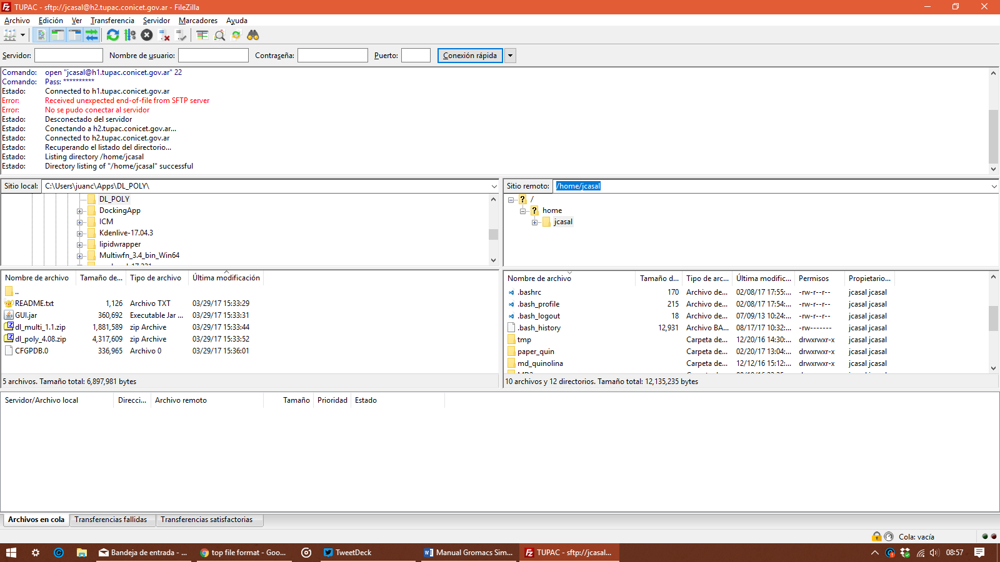 TUPAC - sftp://jcasal@h2.tupac.conicet.gov.ar - FileZilla
Archivo Edición Ver Transferencia Servidor Marcadores Ayuda
Servidor: Nombre de usuario: Contraseña: Puerto: Conexión rápida
Comando: open "jcasal@h1.tupac.conicet.gov.ar" 22
Comando: Pass: **********
Estado: Connected to h1.tupac.conicet.gov.ar
Error: Received unexpected end-of-file from SFTP server
Error: No se pudo conectar al servidor
Estado: Desconectado del servidor
Estado: Conectando a h2.tupac.conicet.gov.ar...
Estado: Connected to h2.tupac.conicet.gov.ar
Estado: Recuperando el listado del directorio...
Estado: Listing directory /home/jcasal
Estado: Directory listing of "/home/jcasal" successful
Sitio local: C:\Users\juanc\Apps\DL_POLY\
DL_POLY
DockingApp
ICM
Kdenlive-17.04.3
lipidwrapper
Multiwfn_3.4_bin_Win64
Nombre de archivo Tamaño de... Tipo de archivo Última modificación
..
README.txt 1,126 Archivo TXT 03/29/17 15:33:29
GUI.jar 360,692 Executable Jar ... 03/29/17 15:33:31
dl_multi_1.1.zip 1,881,589 zip Archive 03/29/17 15:33:44
dl_poly_4.08.zip 4,317,609 zip Archive 03/29/17 15:33:52
CFGPDB.0 336,965 Archivo 0 03/29/17 15:36:01
5 archivos. Tamaño total: 6,897,981 bytes
Sitio remoto: /home/jcasal
/
home
jcasal
Nombre de archivo Tamaño d... Tipo de arc... Última modific... Permisos Propietario...
.bashrc 170 Archivo de... 02/08/17 17:55:... -rw-r--r-- jcasal jcasal
.bash_profile 215 Archivo de... 02/08/17 17:54:... -rw-r--r-- jcasal jcasal
.bash_logout 18 Archivo de... 07/09/13 10:24:... -rw-r--r-- jcasal jcasal
.bash_history 12,931 Archivo BA... 08/17/17 10:32:... -rw------- jcasal jcasal
tmp Carpeta de... 12/20/16 14:30:... drwxrwxr-x jcasal jcasal
paper_quin Carpeta de... 02/20/17 13:04:... drwxrwxr-x jcasal jcasal
md_quinolina Carpeta de... 12/12/16 15:12:... drwxrwxr-x jcasal jcasal
10 archivos y 12 directorios. Tamaño total: 12,135,235 bytes
Servidor/Archivo local Direcci... Archivo remoto Tamaño Prioridad Estado
Archivos en cola Transferencias fallidas Transferencias satisfactorias
Cola: vacía
Bandeja de entrada - ... top file format - Goo... TweetDeck Manual Gromacs Sim... TUPAC - sftp://jcasal... 08:57